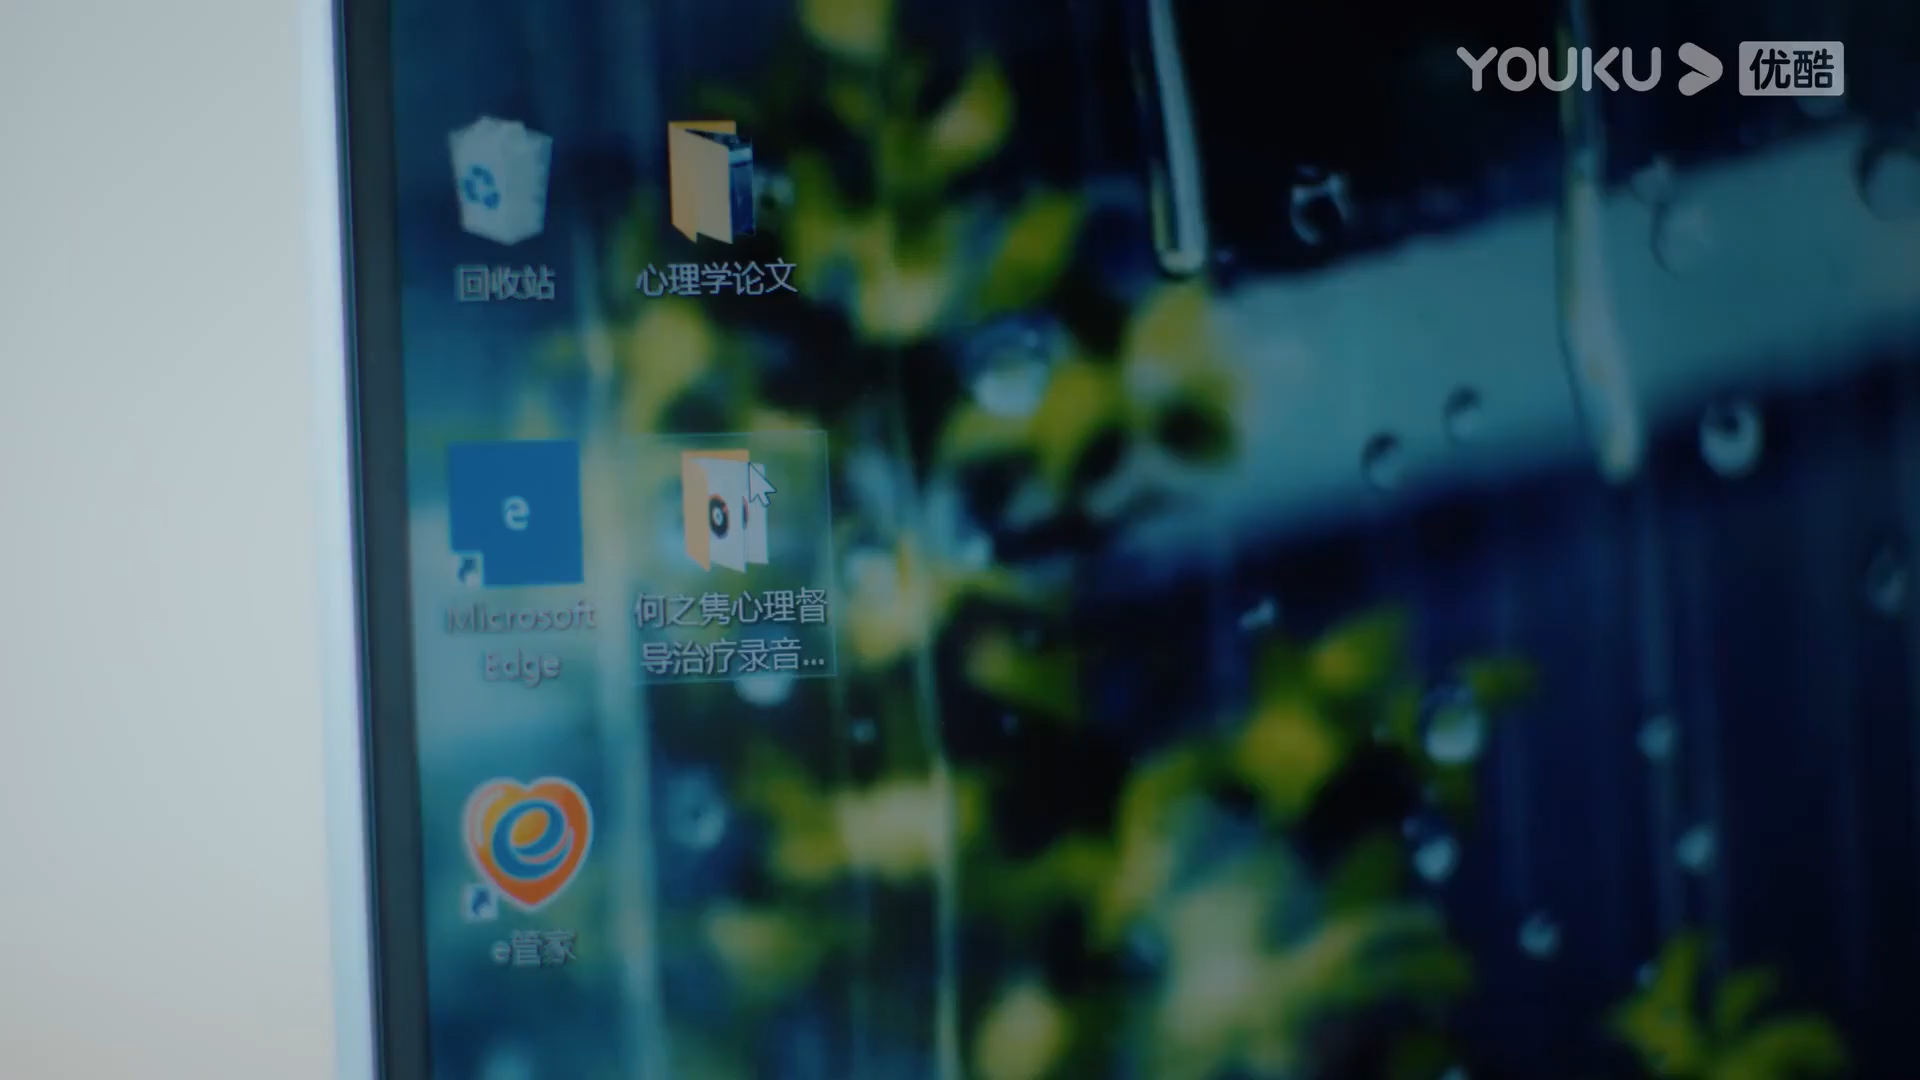 YOUKU 优酷
回收站
心理学论文
Microsoft
Edge
何之隽心理督
导治疗录音...
e管家